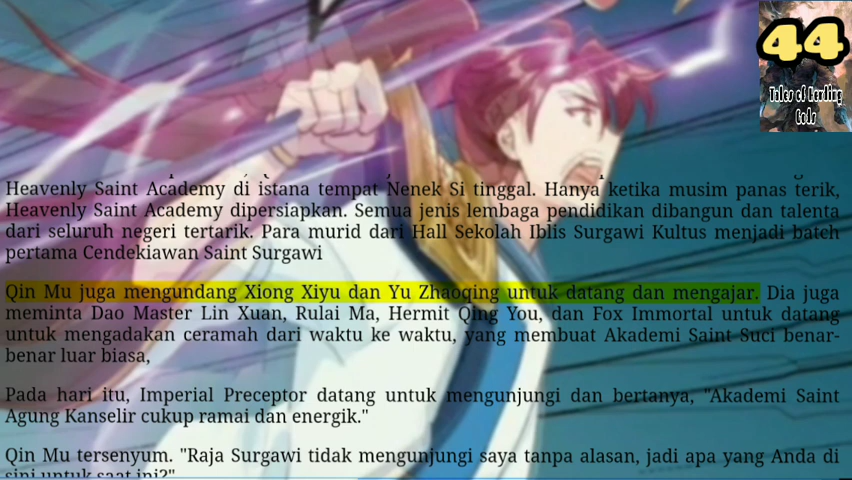 44
Tales of Herding
Gods
Heavenly Saint Academy di istana tempat Nenek Si tinggal. Hanya ketika musim panas terik,
Heavenly Saint Academy dipersiapkan. Semua jenis lembaga pendidikan dibangun dan talenta
dari seluruh negeri tertarik. Para murid dari Hall Sekolah Iblis Surgawi Kultus menjadi batch
pertama Cendekiawan Saint Surgawi
Qin Mu juga mengundang Xiong Xiyu dan Yu Zhaoqing untuk datang dan mengajar. Dia juga
meminta Dao Master Lin Xuan, Rulai Ma, Hermit Qing You, dan Fox Immortal untuk datang
untuk mengadakan ceramah dari waktu ke waktu, yang membuat Akademi Saint Suci benar-
benar luar biasa,
Pada hari itu, Imperial Preceptor datang untuk mengunjungi dan bertanya, "Akademi Saint
Agung Kanselir cukup ramai dan energik."
Qin Mu tersenyum. "Raja Surgawi tidak mengunjungi saya tanpa alasan, jadi apa yang Anda di
sini untuk saat ini?"